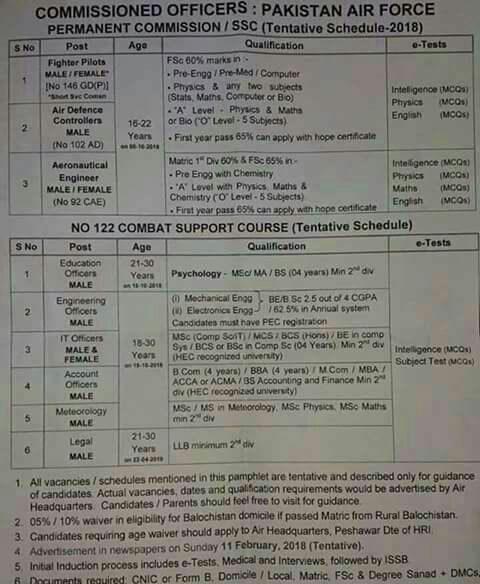 COMMISSIONED OFFICERS : PAKISTAN AIR FORCE
PERMANENT COMMISSION / SSC (Tentative Schedule-2018)
S No Post Age Qualification e-Tests
1 Fighter Pilots
MALE / FEMALE*
[No 146 GD(P)]
*Short Svc Comsn
FSc 60% marks in :-
• Pre-Engg / Pre-Med / Computer
• Physics & any two subjects
(Stats, Maths, Computer or Bio)
• "A" Level - Physics & Maths
or Bio ("O" Level - 5 Subjects).
• First year pass 65% can apply with hope certificate
Intelligence (MCQs)
Physics (MCQs)
English (MCQs)
2 Air Defence
Controllers
MALE
(No 102 AD)
16-22
Years
3 Aeronautical
Engineer
MALE / FEMALE
(No 92 CAE)
Matric 1st Div 60% & FSc 65% in :-
• Pre Engg with Chemistry
• "A" Level with Physics, Maths &
Chemistry ("O" Level - 5 Subjects).
• First year pass 65% can apply with hope certificate
Intelligence (MCQs)
Physics (MCQs)
Maths (MCQs)
English (MCQs)
NO 122 COMBAT SUPPORT COURSE (Tentative Schedule)
S No Post Age Qualification e-Tests
1 Education
Officers
MALE
21-30
Years
Psychology - MSc/ MA / BS (04 years) Min 2nd div
2 Engineering
Officers
MALE
(i) Mechanical Engg
(ii) Electronics Engg
BE/B Sc 2.5 out of 4 CGPA
/ 62.5% in Annual system
Candidates must have PEC registration
3 IT Officers
MALE &
FEMALE
18-30
Years
MSc (Comp Sc/IT) / MCS / BCS (Hons) / BE in comp
Sys / BCS or BSc in Comp Sc (04 Years). Min 2nd div
(HEC recognized university)
Intelligence (MCQs)
Subject Test (MCQs)
4 Account
Officers
MALE
B.Com (4 years) / BBA (4 years) / M.Com / MBA /
ACCA or ACMA / BS Accounting and Finance Min 2nd
div (HEC recognized university)
5 Meteorology
MALE
MSc / MS in Meteorology, MSc Physics, MSc Maths
min 2nd div
6 Legal
MALE
21-30
Years
on 22-04-2019
LLB minimum 2nd div
1. All vacancies / schedules mentioned in this pamphlet are tentative and described only for guidance
of candidates. Actual vacancies, dates and qualification requirements would be advertised by Air
Headquarters. Candidates / Parents should feel free to visit for guidance.
2. 05% / 10% waiver in eligibility for Balochistan domicile if passed Matric from Rural Balochistan.
3. Candidates requiring age waiver should apply to Air Headquarters, Peshawar Dte of HRI.
4. Advertisement in newspapers on Sunday 11 February, 2018 (Tentative).
5. Initial Induction process includes e-Tests, Medical and Interviews, followed by ISSB.
6. Documents required: CNIC or Form B, Domicile / Local, Matric, FSc & Degree Sanad + DMCs,